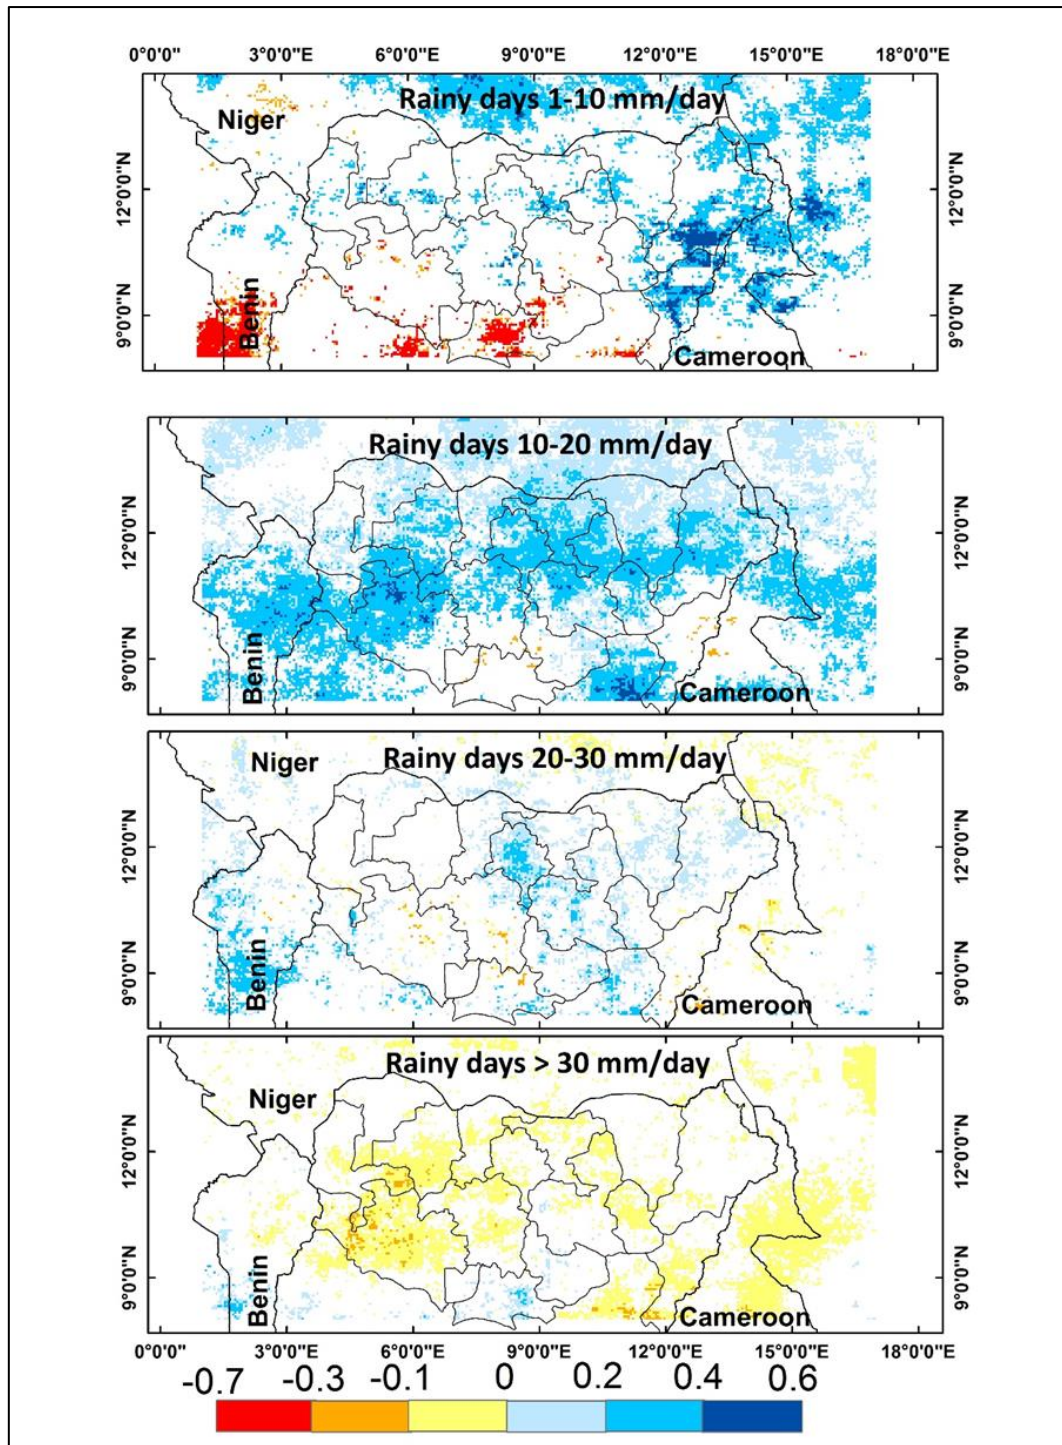 0°0'0" 3°0'0"E 6°0'0"E 9°0'0"E 12°0'0"E 15°0'0"E 18°0'0"E
Rainy days 1-10 mm/day
Niger
12°0'0"N 12°0'0"N
9°0'0"N 9°0'0"N
Benin
Cameroon
Rainy days 10-20 mm/day
12°0'0"N 12°0'0"N
9°0'0"N 9°0'0"N
Benin
Cameroon
Rainy days 20-30 mm/day
Niger
12°0'0"N 12°0'0"N
9°0'0"N 9°0'0"N
Benin
Cameroon
Rainy days > 30 mm/day
Niger
12°0'0"N 12°0'0"N
9°0'0"N 9°0'0"N
Benin
Cameroon
0°0'0" 3°0'0"E 6°0'0"E 9°0'0"E 12°0'0"E 15°0'0"E 18°0'0"E
-0.7 -0.3 -0.1 0 0.2 0.4 0.6